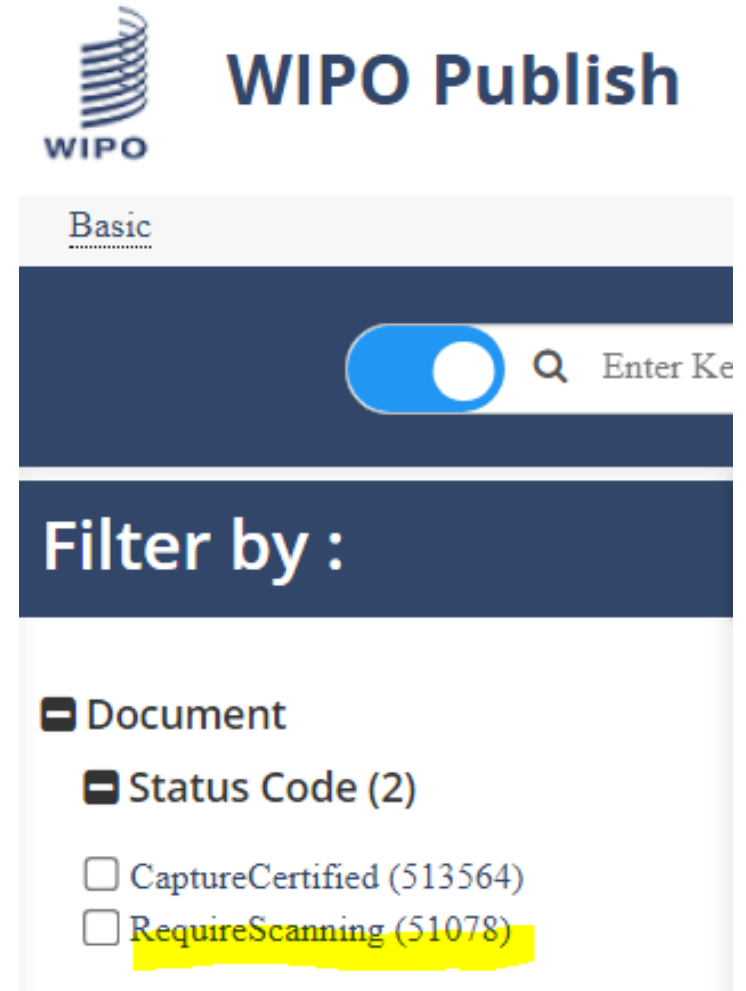 WIPO
WIPO Publish
Basic
Enter Ke
Filter by :
Document
Status Code (2)
CaptureCertified (513564)
RequireScanning (51078)